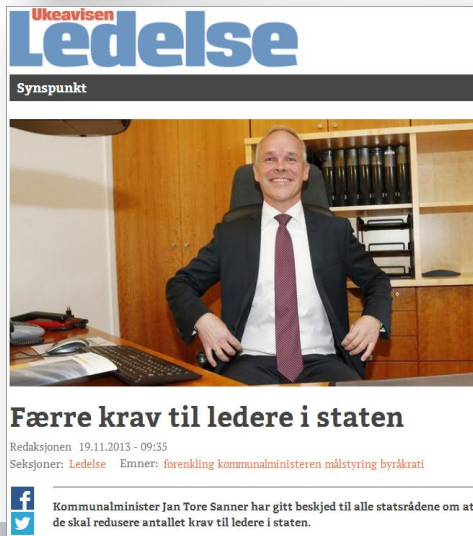 Ukeavisen
Ledelse
Synspunkt
Færre krav til ledere i staten
Redaksjonen 19.11.2013 - 09:35
Seksjoner: Ledelse Emner: forenkling kommunalministeren målstyring byråkrati
Kommunalminister Jan Tore Sanner har gitt beskjed til alle statsrådene om at
de skal redusere antallet krav til ledere i staten.